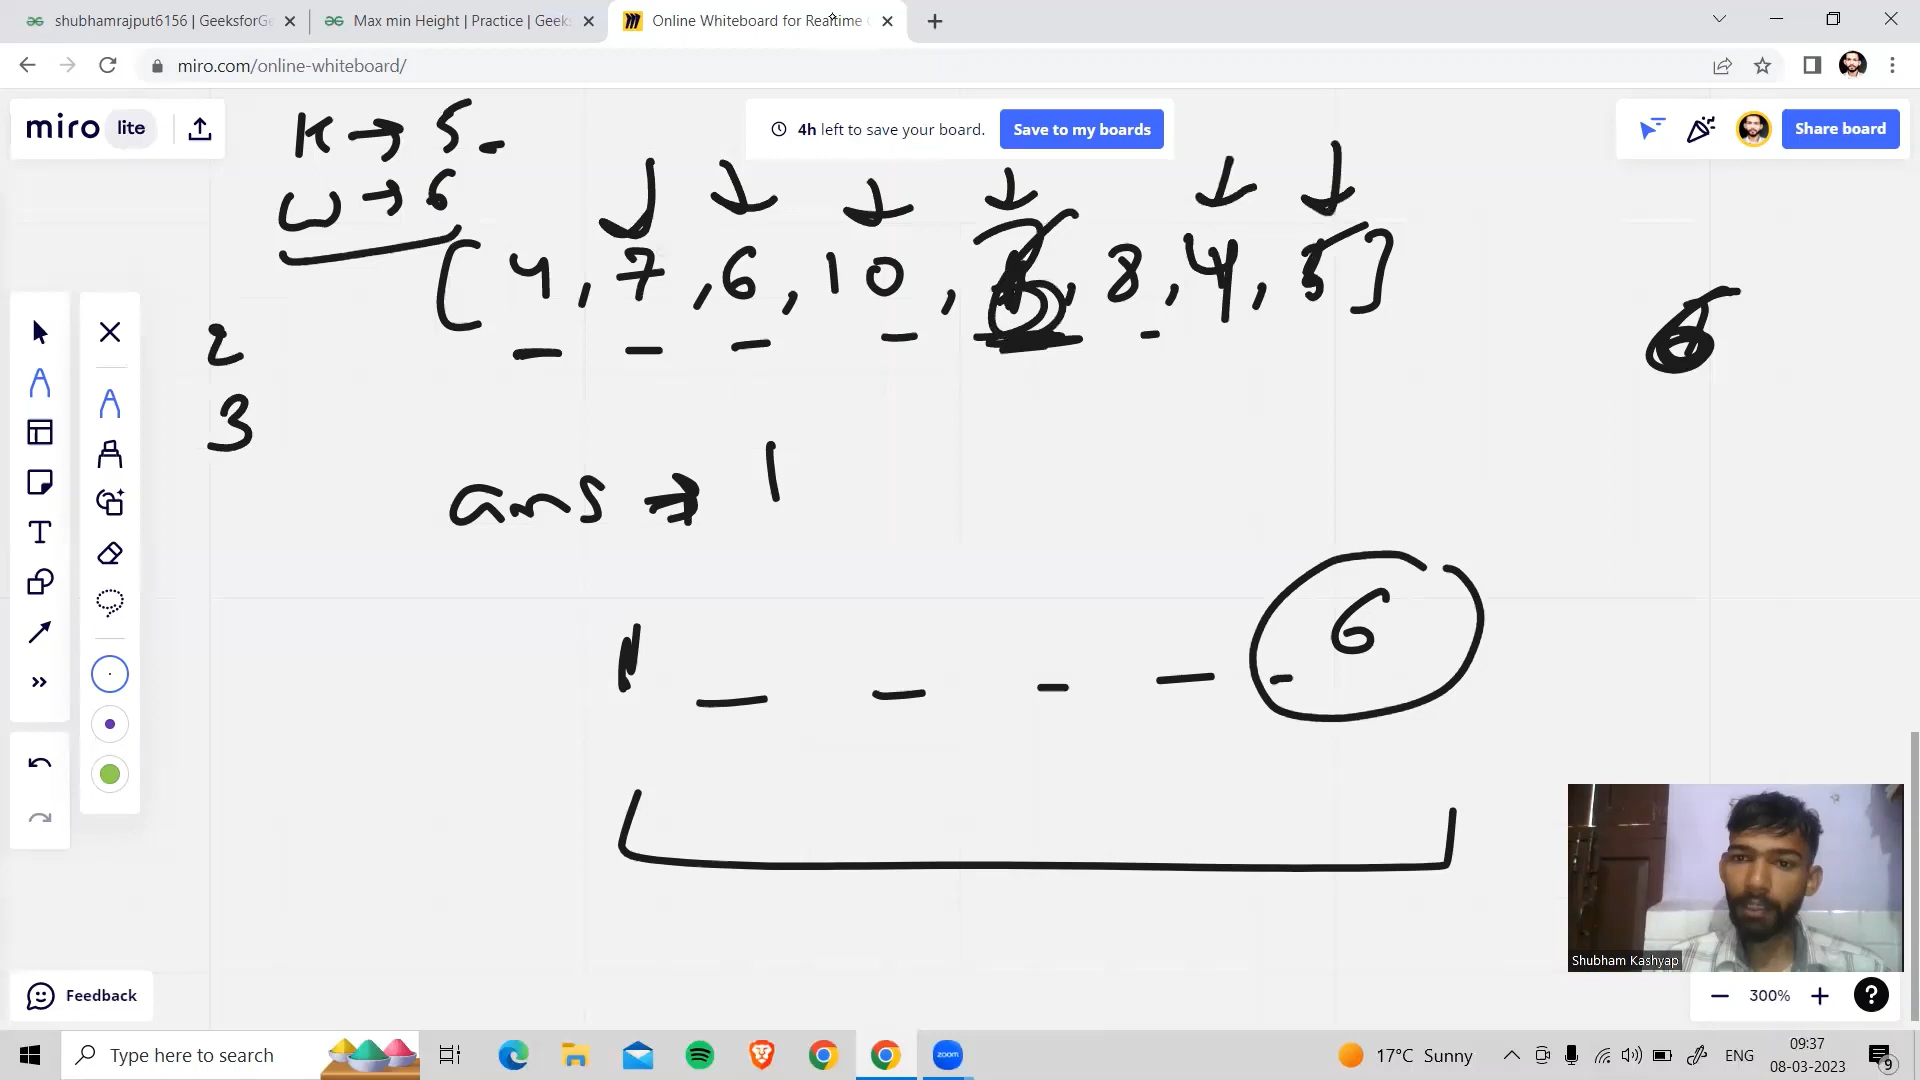 shubhamrajput6156 | GeeksforGe
Max min Height | Practice | Geeks
Online Whiteboard for Realtime C
miro.com/online-whiteboard/
miro lite
4h left to save your board.
Save to my boards
Share board
K → 5
w → 6
[ 4 , 7 , 6 , 10 , , 8 , 4 , 5 ]
2
3
ans → 1
6
T
Shubham Kashyap
Feedback
300%
?
Type here to search
zoom
17°C Sunny
ENG
09:37
08-03-2023
9